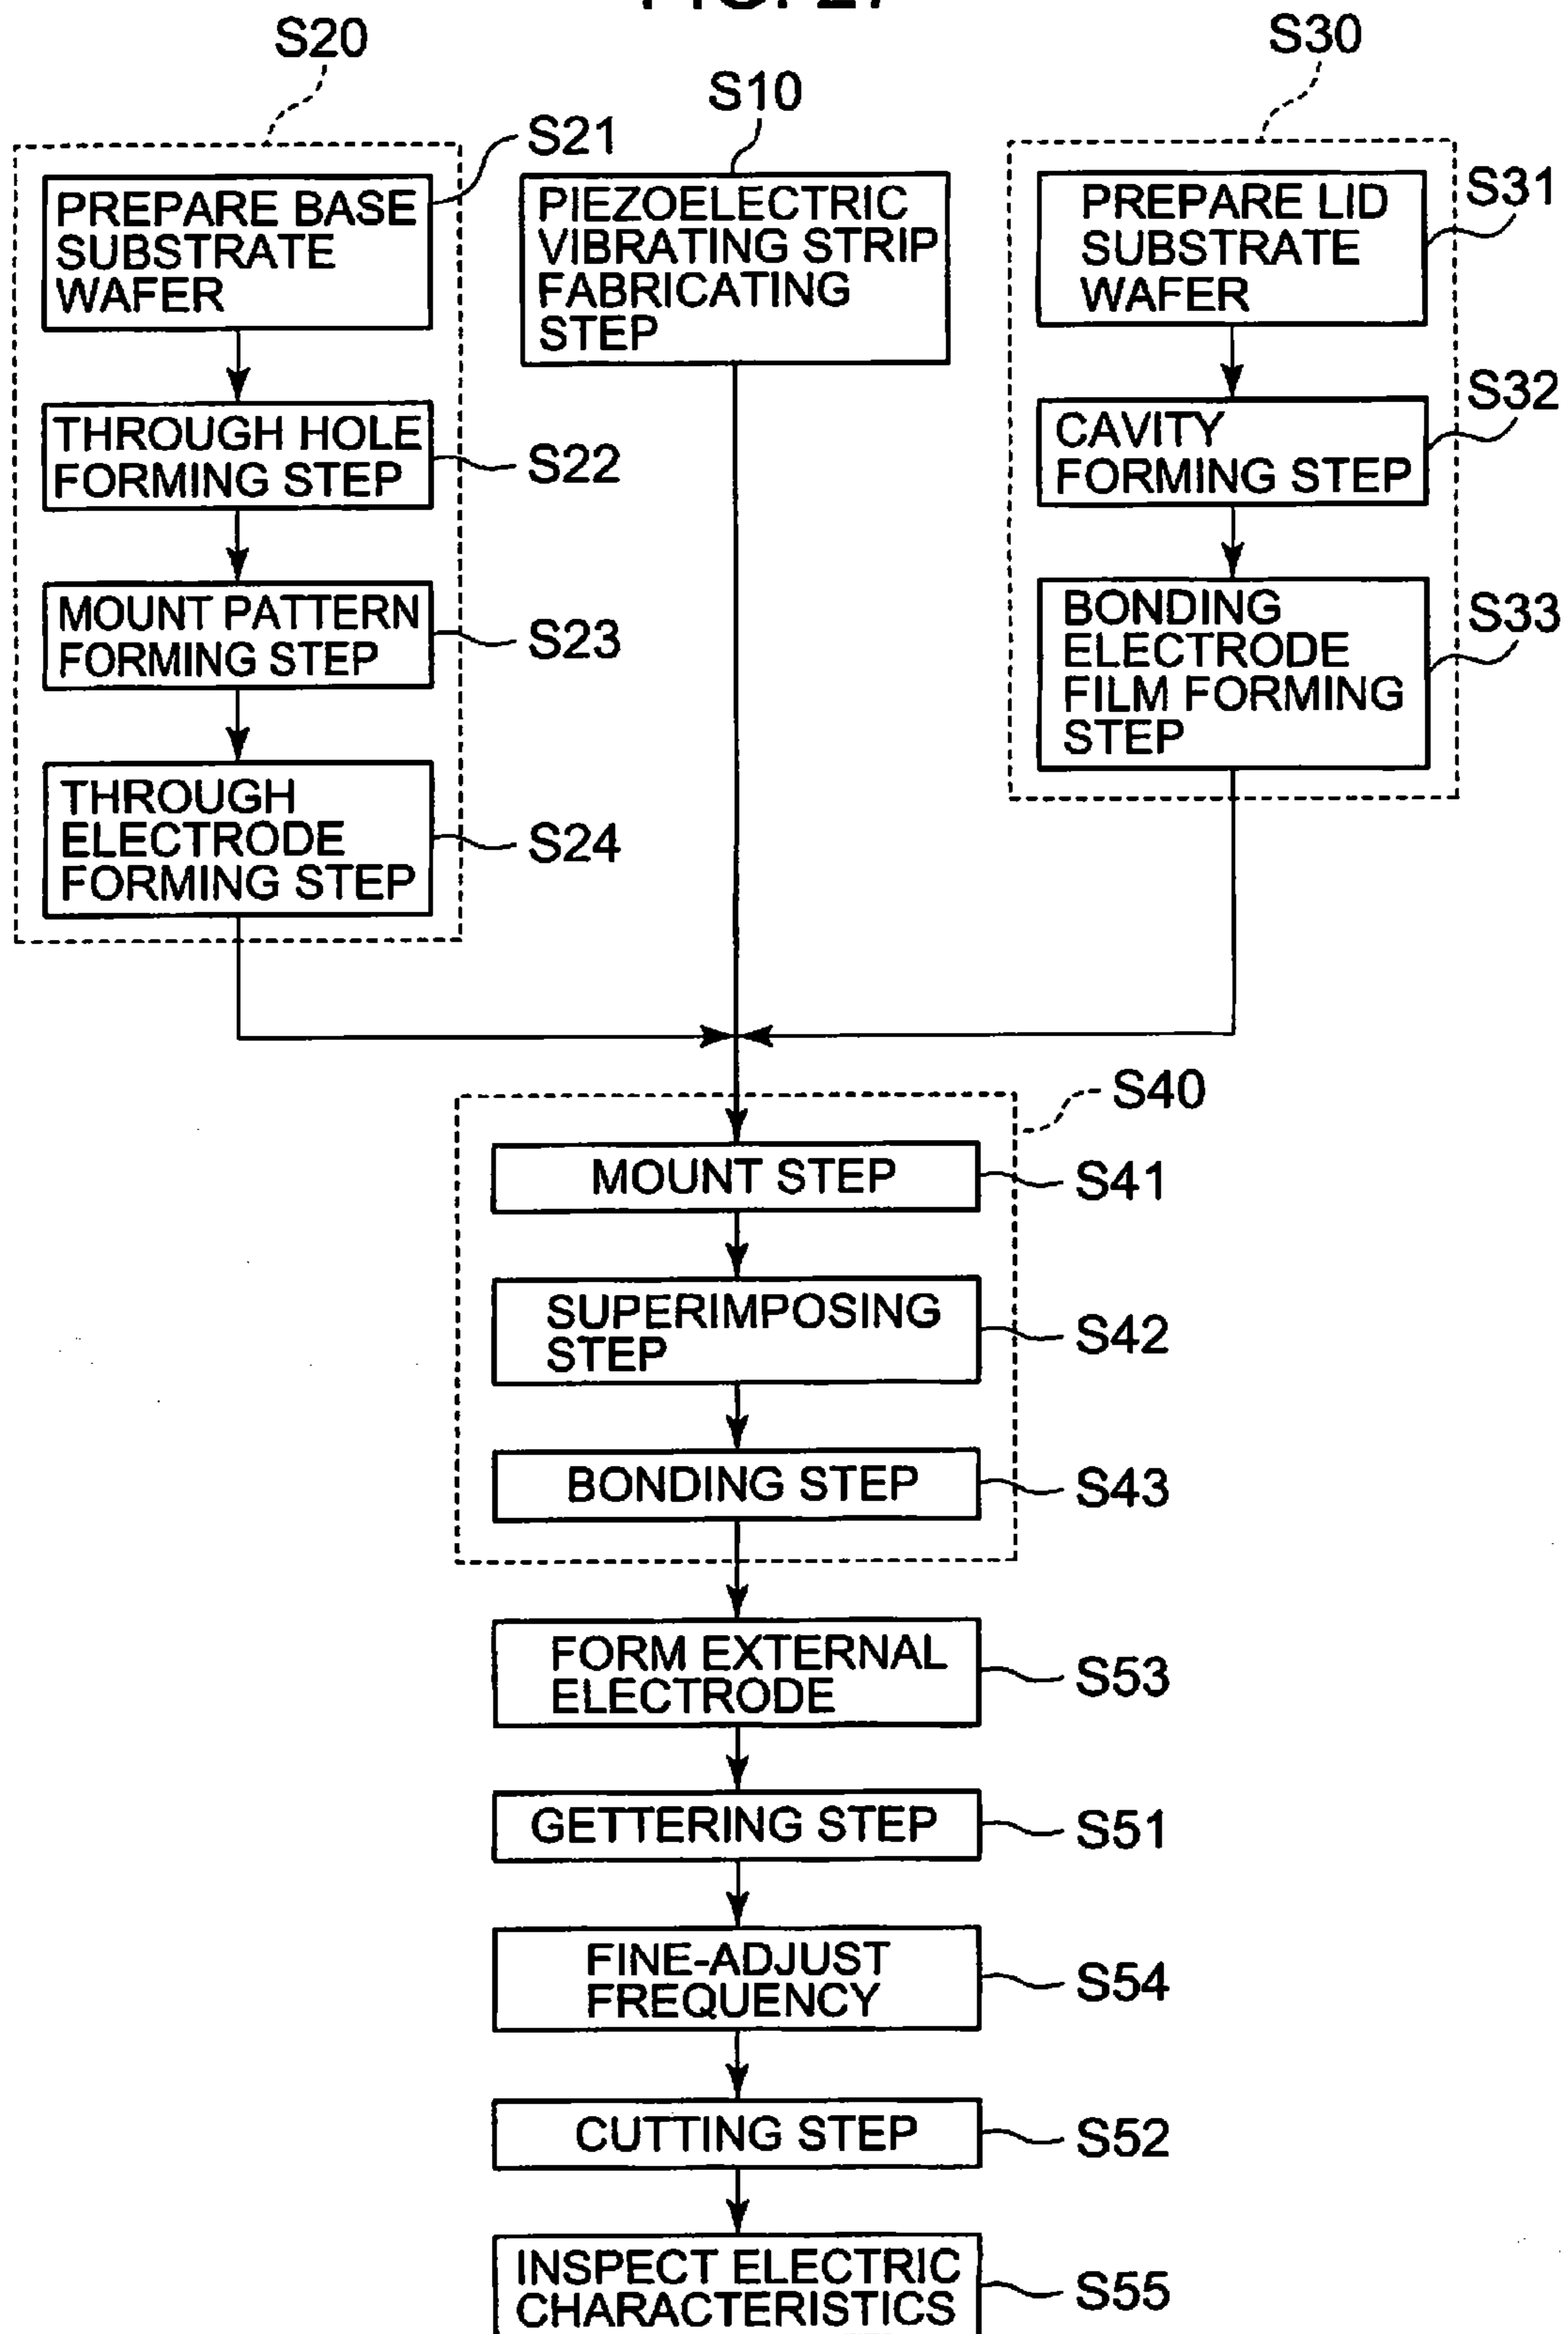 S20
S21
PREPARE BASE
SUBSTRATE
WAFER
THROUGH HOLE
FORMING STEP
S22
MOUNT PATTERN
FORMING STEP
S23
THROUGH
ELECTRODE
FORMING STEP
S24
S10
PIEZOELECTRIC
VIBRATING STRIP
FABRICATING
STEP
S30
PREPARE LID
SUBSTRATE
WAFER
S31
CAVITY
FORMING STEP
S32
BONDING
ELECTRODE
FILM FORMING
STEP
S33
S40
MOUNT STEP
S41
SUPERIMPOSING
STEP
S42
BONDING STEP
S43
FORM EXTERNAL
ELECTRODE
S53
GETTERING STEP
S51
FINE-ADJUST
FREQUENCY
S54
CUTTING STEP
S52
INSPECT ELECTRIC
CHARACTERISTICS
S55